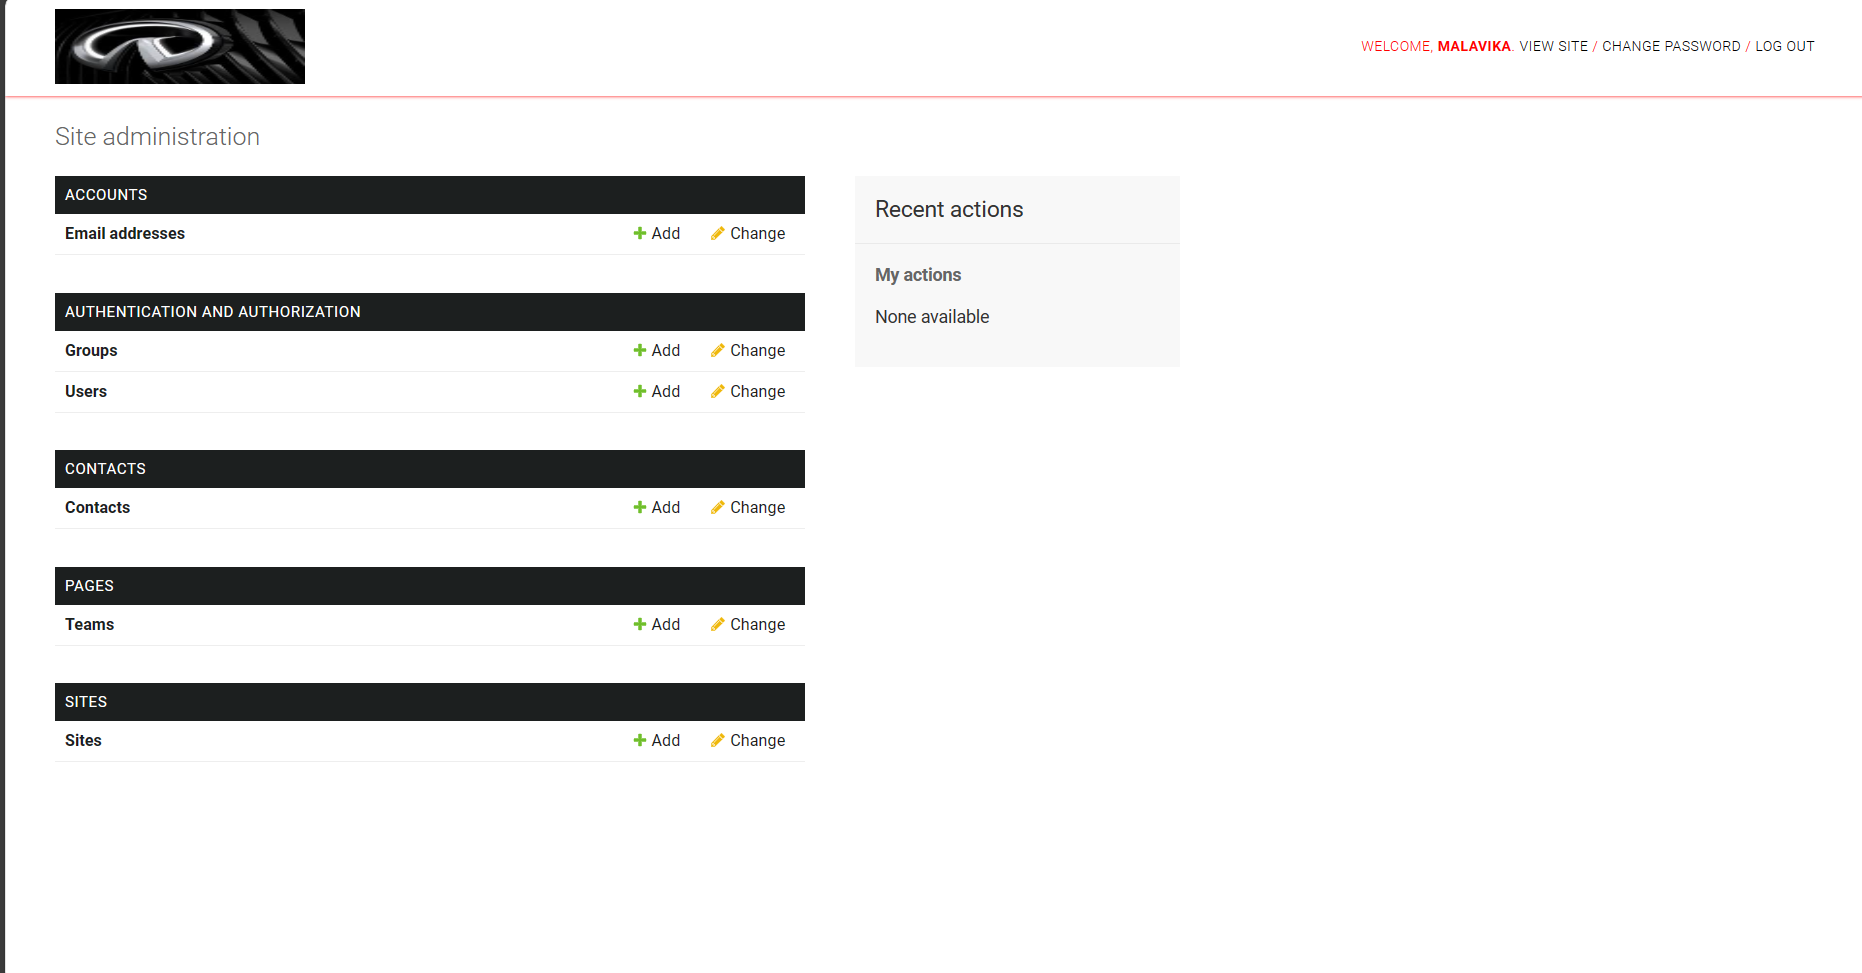 WELCOME, MALAVIKA. VIEW SITE / CHANGE PASSWORD / LOG OUT
Site administration
ACCOUNTS
Email addresses Add Change
AUTHENTICATION AND AUTHORIZATION
Groups Add Change
Users Add Change
CONTACTS
Contacts Add Change
PAGES
Teams Add Change
SITES
Sites Add Change
Recent actions
My actions
None available